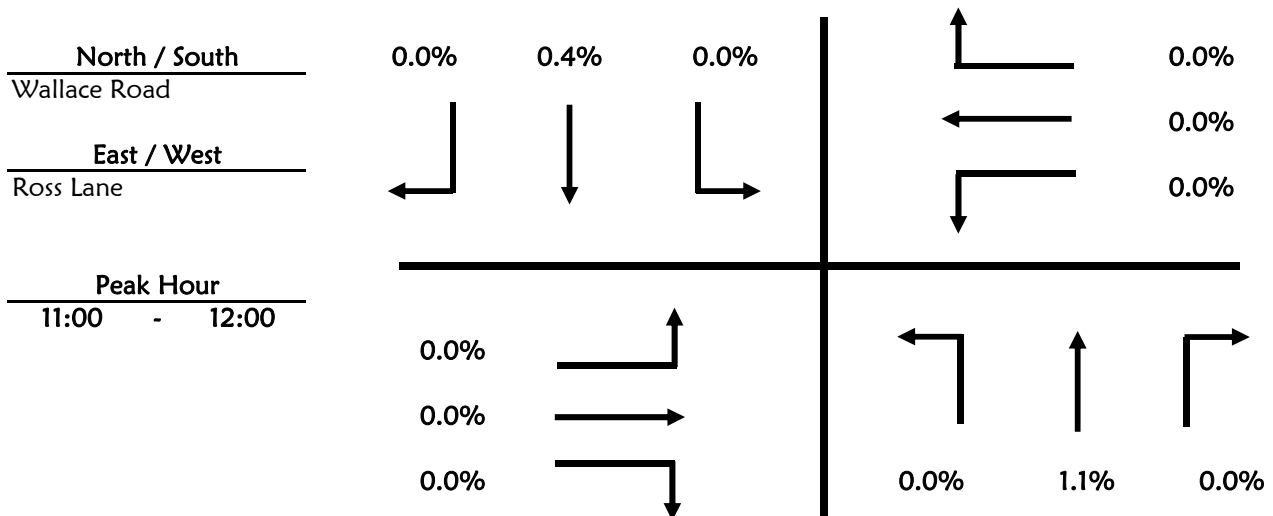 North / South
Wallace Road
East / West
Ross Lane
Peak Hour
11:00 - 12:00
0.0% 0.4% 0.0%
0.0%
0.0%
0.0%
0.0%
0.0%
0.0%
0.0% 1.1% 0.0%